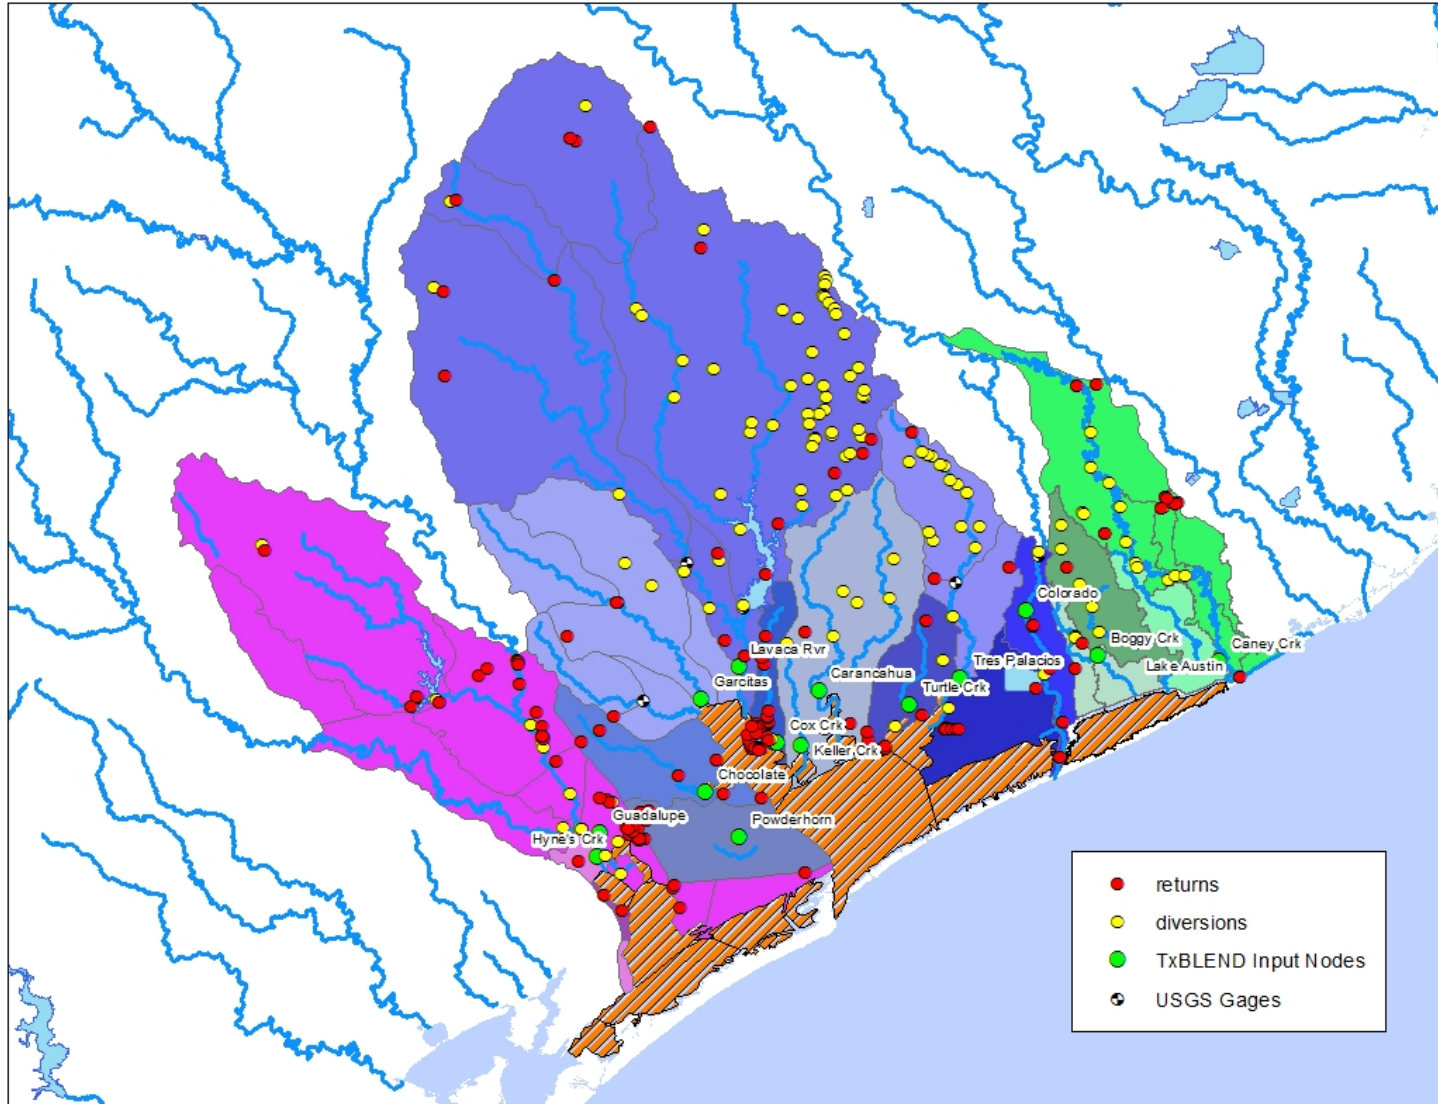 Colorado
Boggy Crk
Caney Crk
Lavaca Rvr
Tres Palacios
Lake Austin
Carancahua
Garcitas
Turtle Crk
Cox Crk
Keller Crk
Chocolate
Guadalupe
Powderhorn
Hyne's Crk
returns
diversions
TxBLEND Input Nodes
USGS Gages